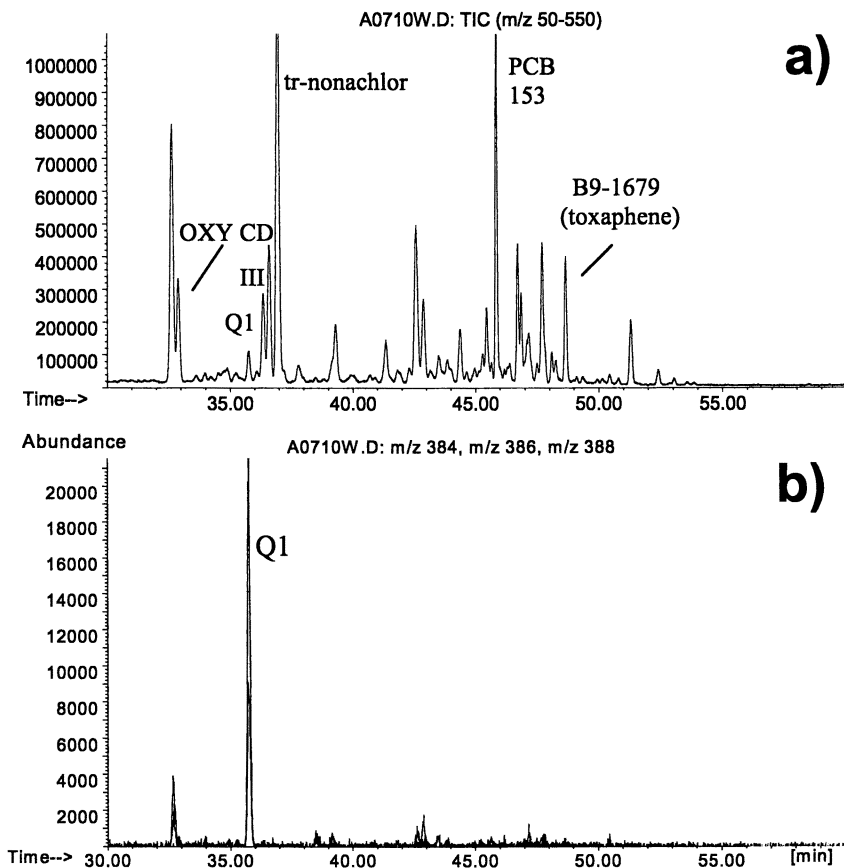 A0710W.D: TIC (m/z 50-550)
a)
1000000
900000
800000
700000
600000
500000
400000
300000
200000
100000
tr-nonachlor
PCB
153
B9-1679
(toxaphene)
OXY CD
III
Q1
Time-->
35.00 40.00 45.00 50.00 55.00
Abundance
A0710W.D: m/z 384, m/z 386, m/z 388
b)
20000
18000
16000
14000
12000
10000
8000
6000
4000
2000
Q1
Time-->
30.00 35.00 40.00 45.00 50.00 55.00 [min]